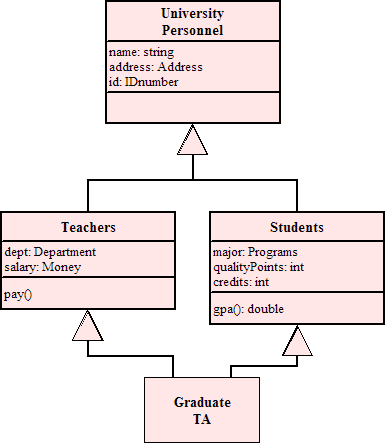 University
Personnel
name: string
address: Address
id: IDnumber
Teachers
dept: Department
salary: Money
pay()
Students
major: Programs
qualityPoints: int
credits: int
gpa(): double
Graduate
TA